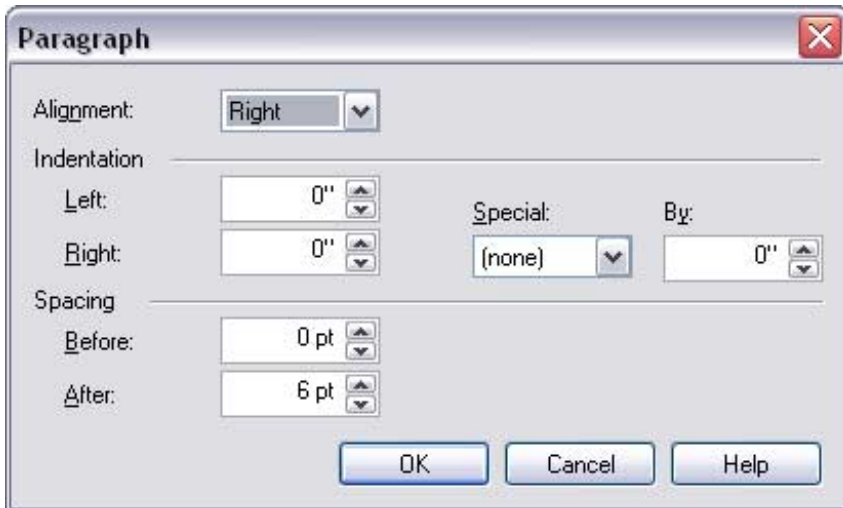 Paragraph
Alignment: Right
Indentation
Left: 0"
Special: By:
Right: 0" (none) 0"
Spacing
Before: 0 pt
After: 6 pt
OK Cancel Help